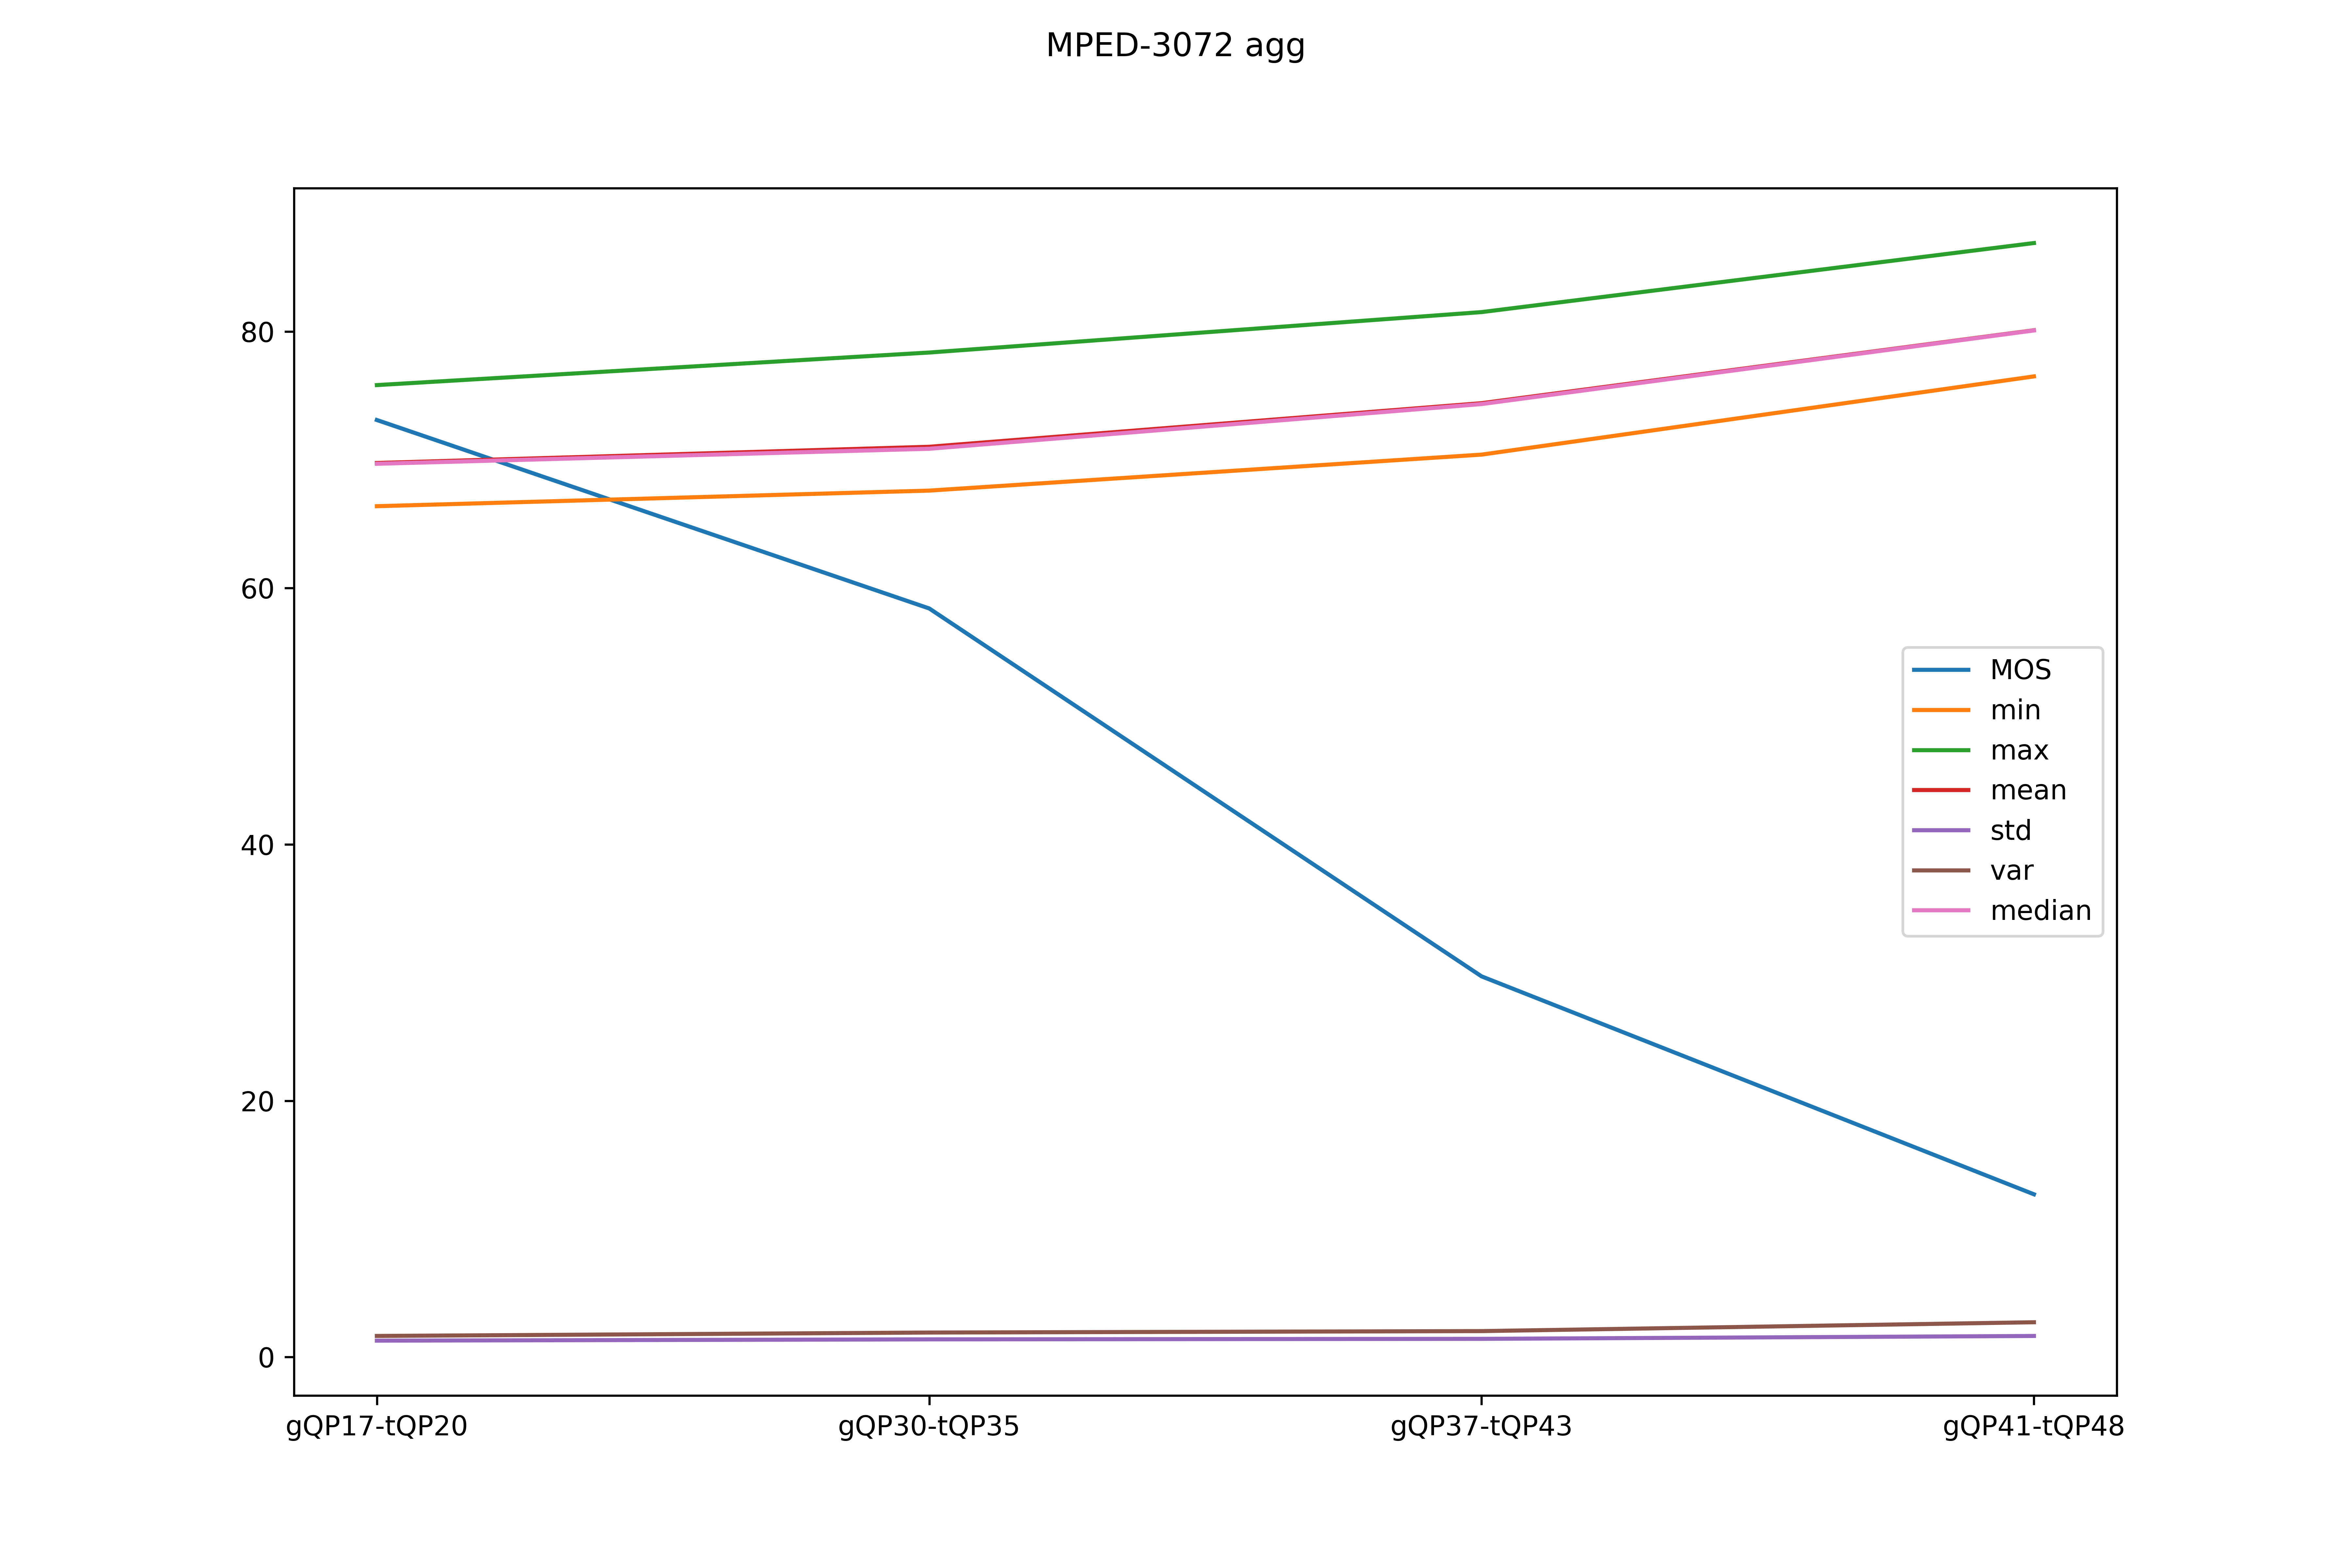 MPED-3072 agg
80
60
40
20
0
MOS
min
max
mean
std
var
median
gQP17-tQP20 gQP30-tQP35 gQP37-tQP43 gQP41-tQP48